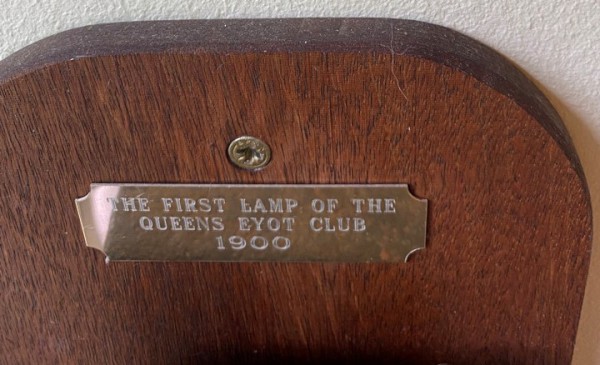 THE FIRST LAMP OF THE
QUEENS EYOT CLUB
1900